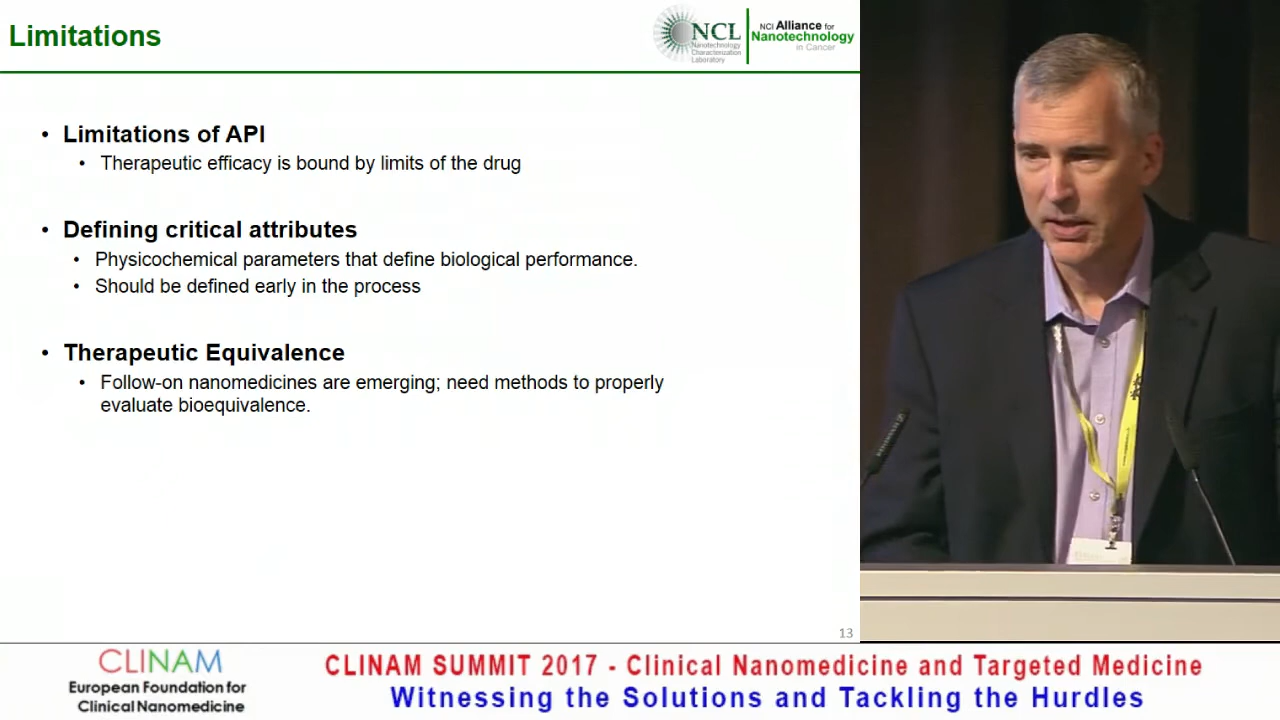 Limitations
NCL
Nanotechnology
Characterization
Laboratory
NCI Alliance for
Nanotechnology
in Cancer
• Limitations of API
• Therapeutic efficacy is bound by limits of the drug
• Defining critical attributes
• Physicochemical parameters that define biological performance.
• Should be defined early in the process
• Therapeutic Equivalence
• Follow-on nanomedicines are emerging; need methods to properly
evaluate bioequivalence.
13
CLINAM
European Foundation for
Clinical Nanomedicine
CLINAM SUMMIT 2017 - Clinical Nanomedicine and Targeted Medicine
Witnessing the Solutions and Tackling the Hurdles